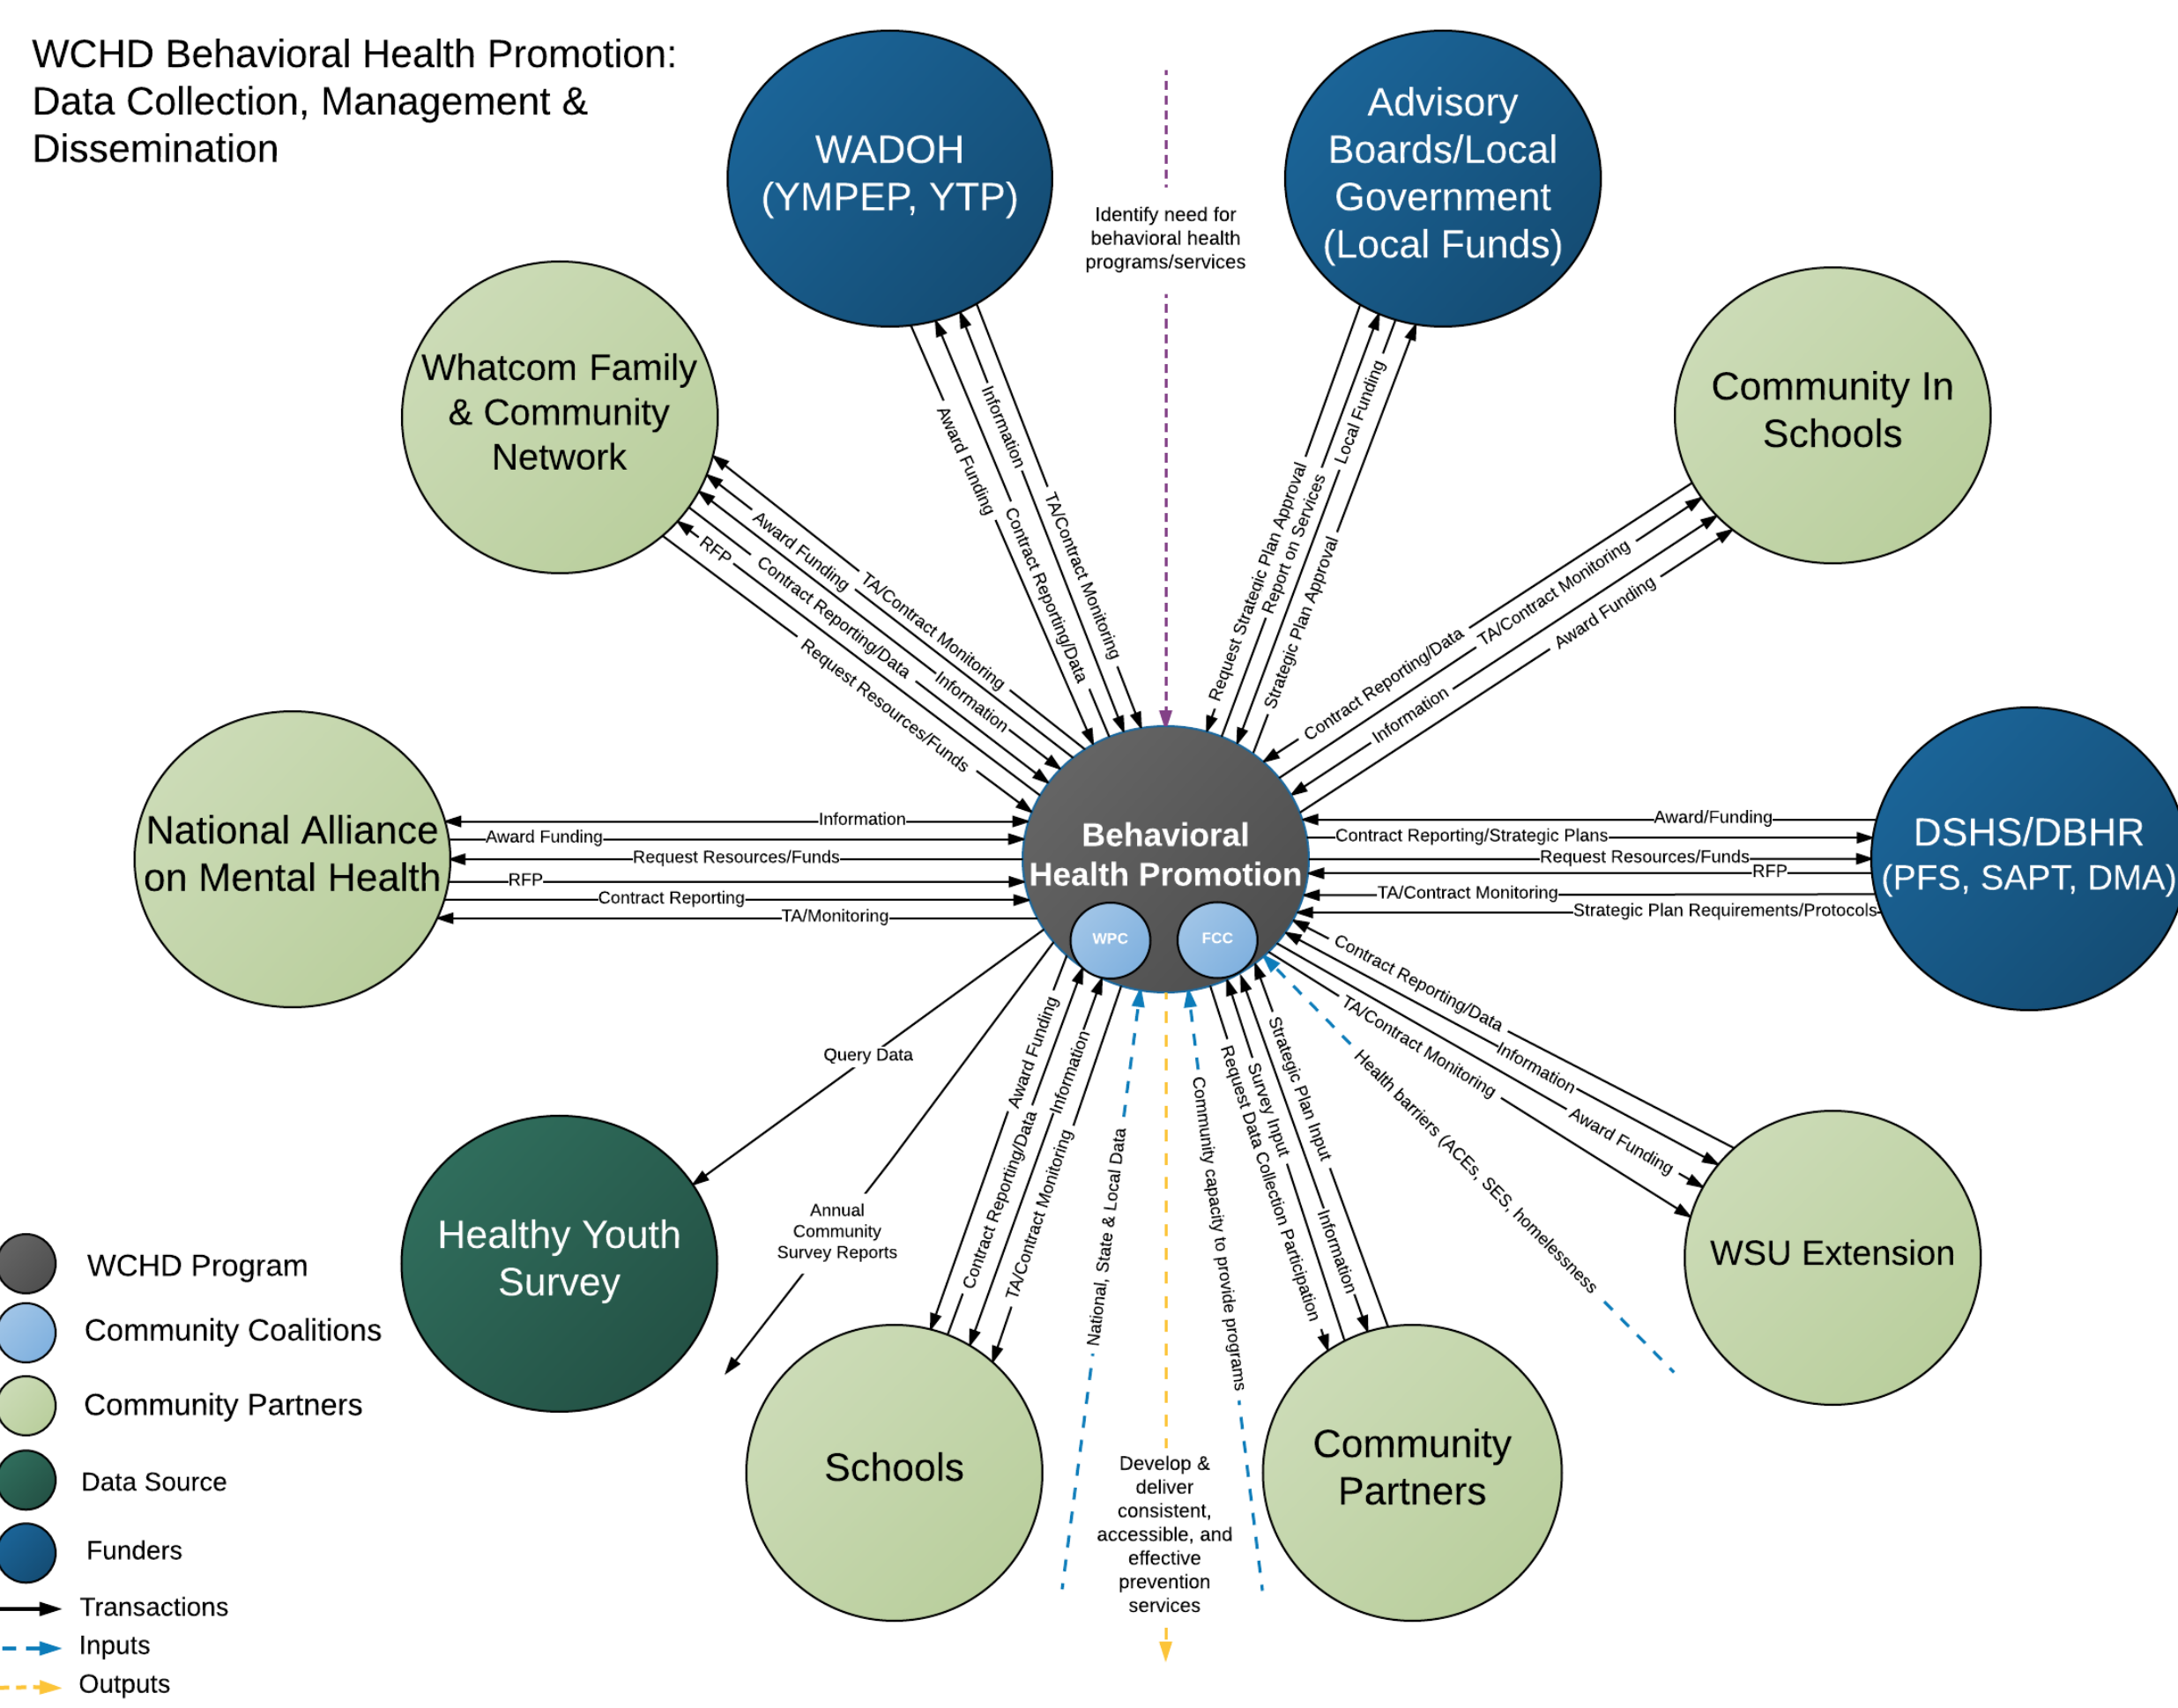 WCHD Behavioral Health Promotion:
Data Collection, Management &
Dissemination
WADOH
(YMPEP, YTP)
Identify need for
behavioral health
programs/services
Advisory
Boards/Local
Government
(Local Funds)
Whatcom Family
& Community
Network
Community In
Schools
Award Funding
Contract Reporting/Data
Information
TA/Contract Monitoring
Request Strategic Plan Approval
Report on Services
Local Funding
Strategic Plan Approval
TA/Contract Monitoring
Award Funding
Information
Contract Reporting/Data
RFP
Request Resources/Funds
Contract Reporting/Data
TA/Contract Monitoring
Information
Award Funding
National Alliance
on Mental Health
Information
Award Funding
Request Resources/Funds
RFP
Contract Reporting
TA/Monitoring
Behavioral
Health Promotion
WPC
FCC
Award/Funding
Contract Reporting/Strategic Plans
Request Resources/Funds
RFP
TA/Contract Monitoring
Strategic Plan Requirements/Protocols
DSHS/DBHR
(PFS, SAPT, DMA)
Query Data
Annual
Community
Survey Reports
Award Funding
Contract Reporting/Data
Information
TA/Contract Monitoring
National, State & Local Data
Community capacity to provide programs
Request Data Collection Participation
Survey Input
Information
Strategic Plan Input
Health barriers (ACEs, SES, homelessness
Contract Reporting/Data
Information
TA/Contract Monitoring
Award Funding
Healthy Youth
Survey
WSU Extension
Schools
Develop &
deliver
consistent,
accessible, and
effective
prevention
services
Community
Partners
WCHD Program
Community Coalitions
Community Partners
Data Source
Funders
Transactions
Inputs
Outputs